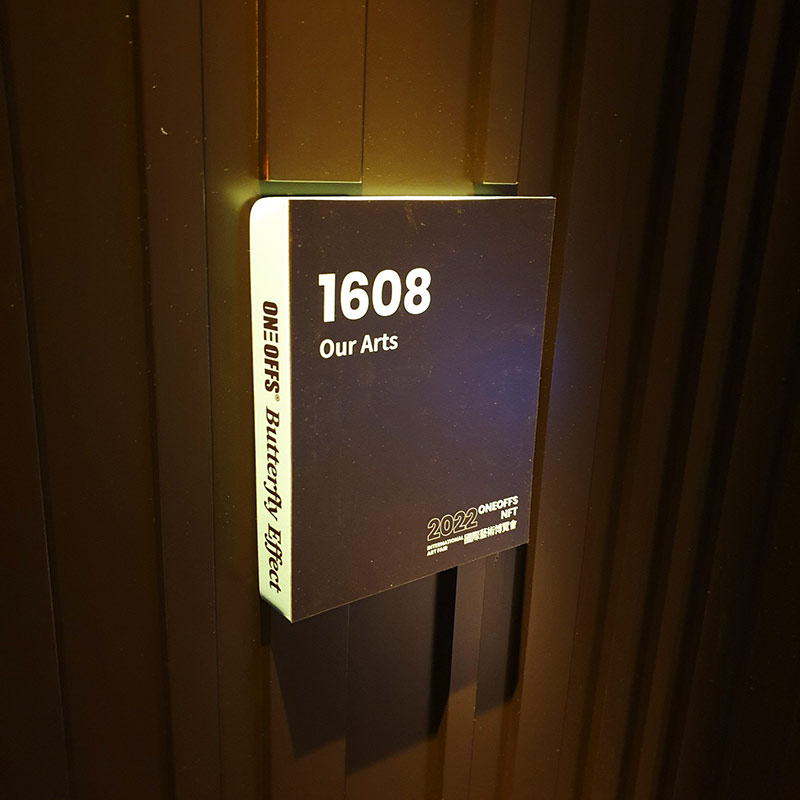 1608
Our Arts
ONEOFFS® Butterfly Effect
2022 ONEOFFS
NFT
INTERNATIONAL
ART FAIR
國際藝術博覽會